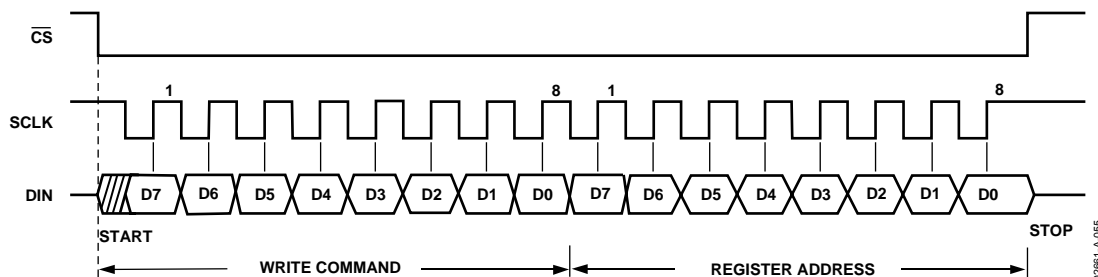 CS
1 8 1 8
SCLK
DIN D7 D6 D5 D4 D3 D2 D1 D0 D7 D6 D5 D4 D3 D2 D1 D0
START STOP
WRITE COMMAND REGISTER ADDRESS